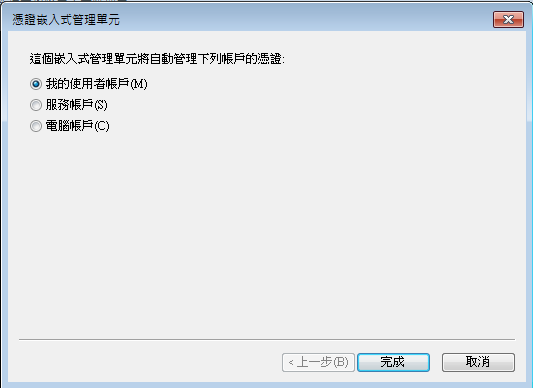 憑證嵌入式管理單元
這個嵌入式管理單元將自動管理下列帳戶的憑證:
我的使用者帳戶(M)
服務帳戶(S)
電腦帳戶(C)
< 上一步(B)
完成
取消